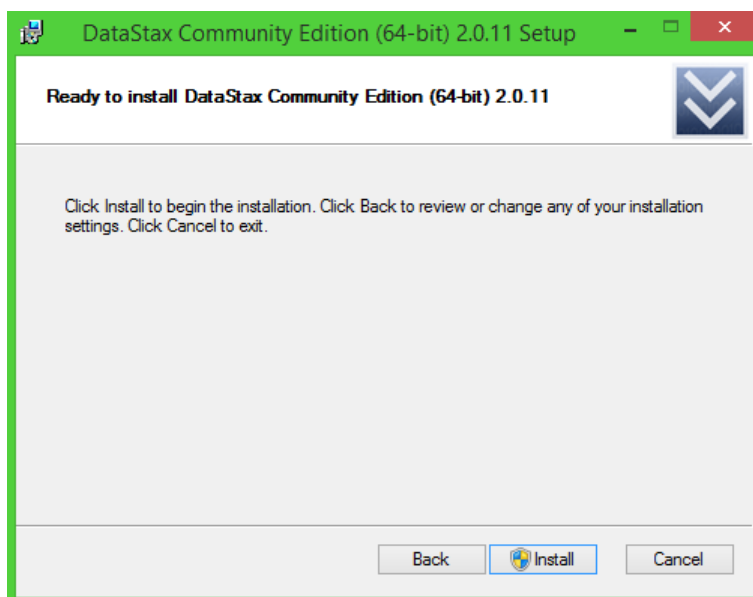 DataStax Community Edition (64-bit) 2.0.11 Setup
Ready to install DataStax Community Edition (64-bit) 2.0.11
Click Install to begin the installation. Click Back to review or change any of your installation
settings. Click Cancel to exit.
Back Install Cancel